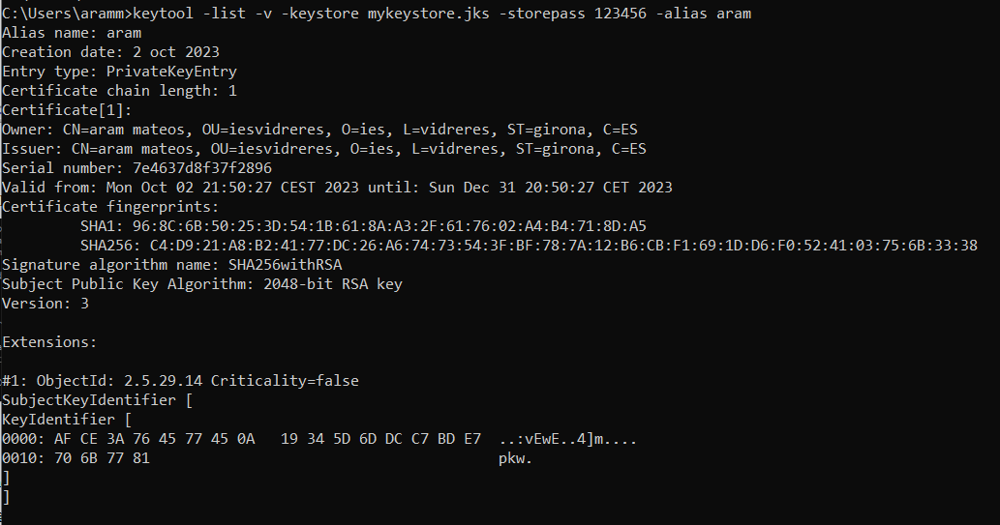 C:\Users\aramm>keytool -list -v -keystore mykeystore.jks -storepass 123456 -alias aram
Alias name: aram
Creation date: 2 oct 2023
Entry type: PrivateKeyEntry
Certificate chain length: 1
Certificate[1]:
Owner: CN=aram mateos, OU=iesvidreres, O=ies, L=vidreres, ST=girona, C=ES
Issuer: CN=aram mateos, OU=iesvidreres, O=ies, L=vidreres, ST=girona, C=ES
Serial number: 7e4637d8f37f2896
Valid from: Mon Oct 02 21:50:27 CEST 2023 until: Sun Dec 31 20:50:27 CET 2023
Certificate fingerprints:
         SHA1: 96:8C:6B:50:25:3D:54:1B:61:8A:A3:2F:61:76:02:A4:B4:71:8D:A5
         SHA256: C4:D9:21:A8:B2:41:77:DC:26:A6:74:73:54:3F:BF:78:7A:12:B6:CB:F1:69:1D:D6:F0:52:41:03:75:6B:33:38
Signature algorithm name: SHA256withRSA
Subject Public Key Algorithm: 2048-bit RSA key
Version: 3

Extensions:

#1: ObjectId: 2.5.29.14 Criticality=false
SubjectKeyIdentifier [
KeyIdentifier [
0000: AF CE 3A 76 45 77 45 0A   19 34 5D 6D DC C7 BD E7  ..:vEwE..4]m....
0010: 70 6B 77 81                                        pkw.
]
]